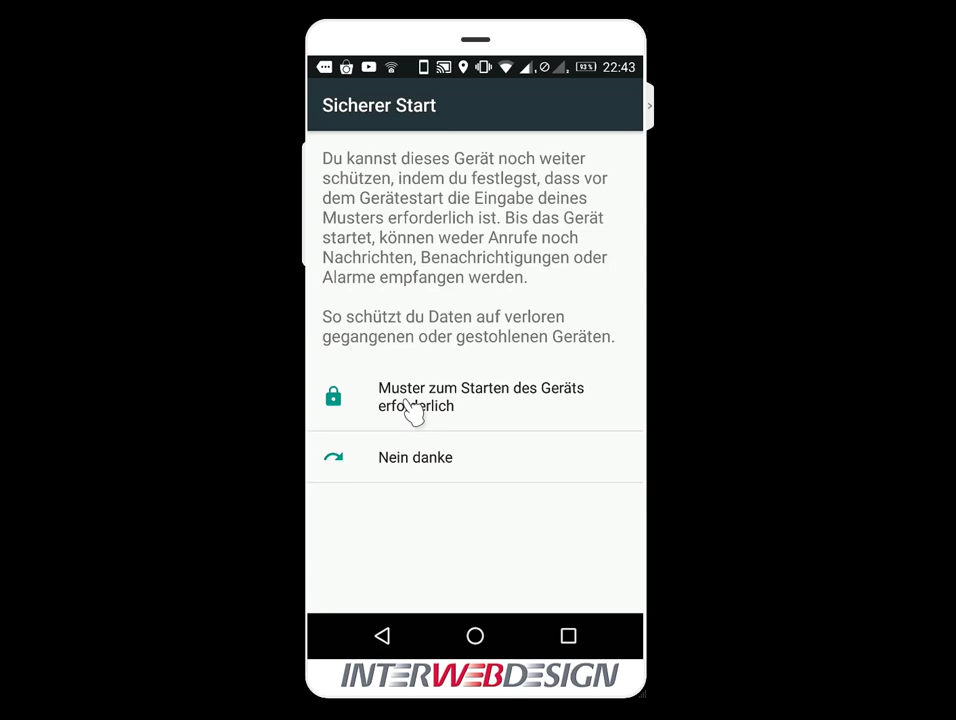 93% 22:43
Sicherer Start
Du kannst dieses Gerät noch weiter
schützen, indem du festlegst, dass vor
dem Gerätestart die Eingabe deines
Musters erforderlich ist. Bis das Gerät
startet, können weder Anrufe noch
Nachrichten, Benachrichtigungen oder
Alarme empfangen werden.
So schützt du Daten auf verloren
gegangenen oder gestohlenen Geräten.
Muster zum Starten des Geräts
erforderlich
Nein danke
INTERWEBDESIGN